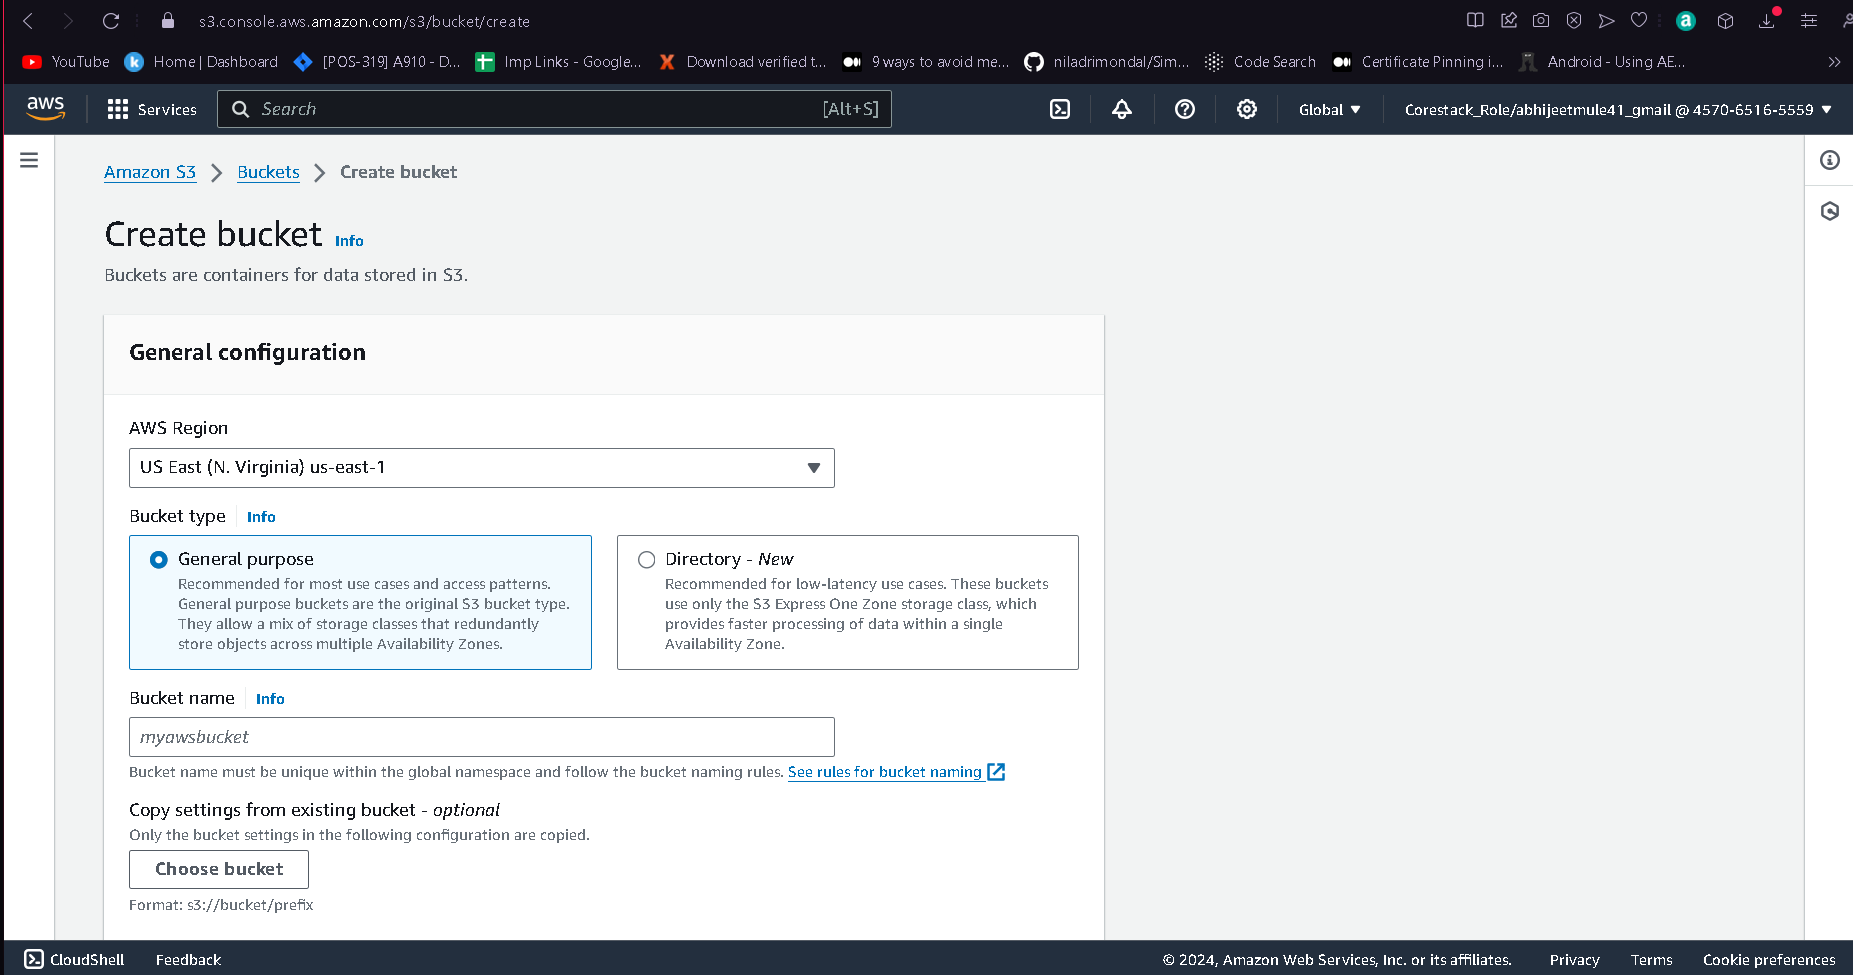 s3.console.aws.amazon.com/s3/bucket/create
YouTube Home | Dashboard [POS-319] A910 - D... Imp Links - Google... Download verified t... 9 ways to avoid me... niladrimondal/Sim... Code Search Certificate Pinning i... Android - Using AE...
aws Services Search [Alt+S] Global Corestack_Role/abhijeetmule41_gmail @ 4570-6516-5559
Amazon S3 Buckets Create bucket
Create bucket Info
Buckets are containers for data stored in S3.
General configuration
AWS Region
US East (N. Virginia) us-east-1
Bucket type Info
General purpose
Recommended for most use cases and access patterns.
General purpose buckets are the original S3 bucket type.
They allow a mix of storage classes that redundantly
store objects across multiple Availability Zones.
Directory - New
Recommended for low-latency use cases. These buckets
use only the S3 Express One Zone storage class, which
provides faster processing of data within a single
Availability Zone.
Bucket name Info
myawsbucket
Bucket name must be unique within the global namespace and follow the bucket naming rules. See rules for bucket naming
Copy settings from existing bucket - optional
Only the bucket settings in the following configuration are copied.
Choose bucket
Format: s3://bucket/prefix
CloudShell Feedback © 2024, Amazon Web Services, Inc. or its affiliates. Privacy Terms Cookie preferences